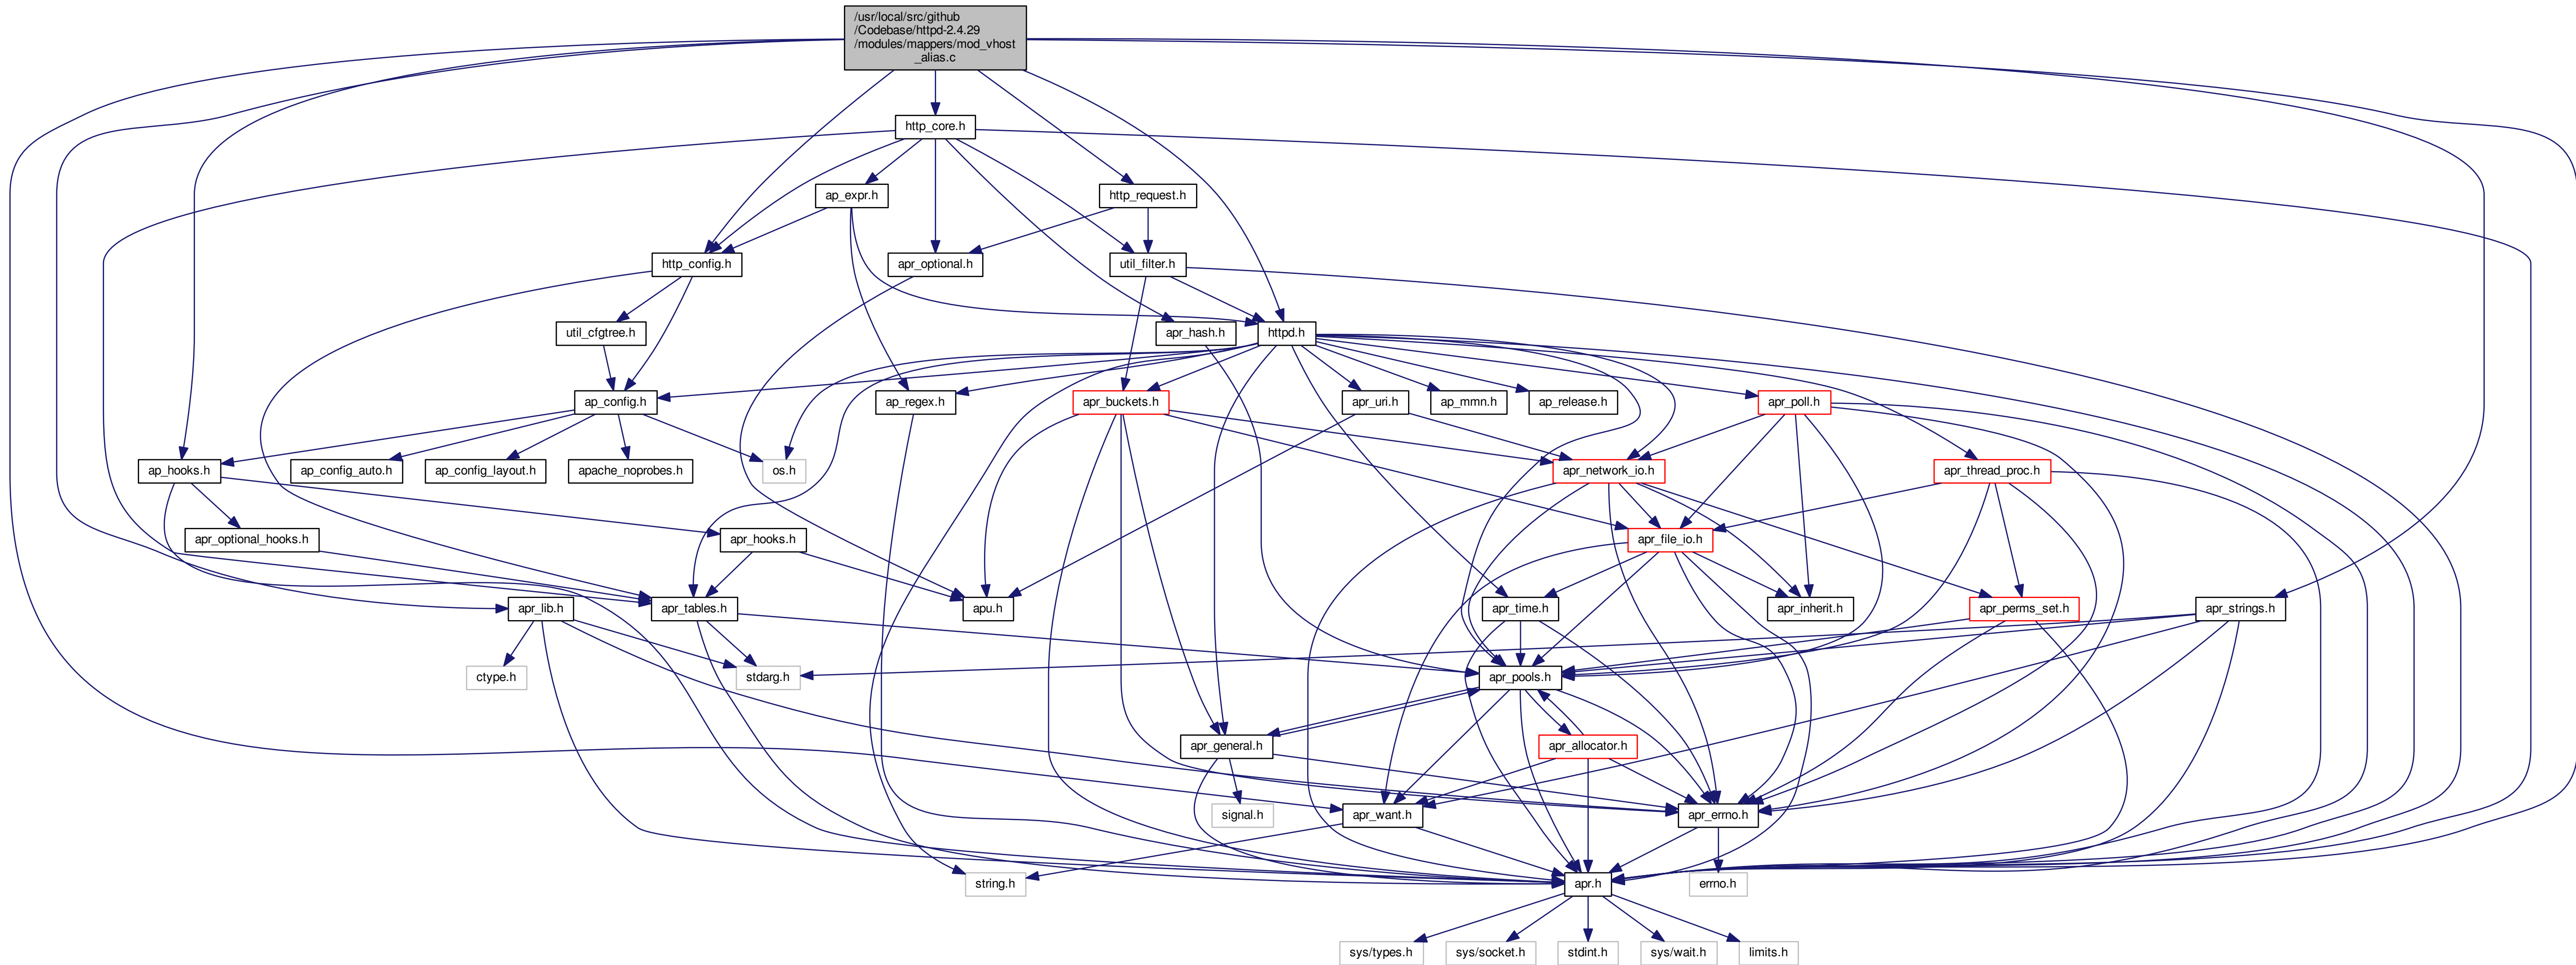 /usr/local/src/github
/Codebase/httpd-2.4.29
/modules/mappers/mod_vhost
_alias.c
http_core.h
ap_expr.h
http_request.h
http_config.h
apr_optional.h
util_filter.h
util_cfgtree.h
apr_hash.h
httpd.h
ap_config.h
ap_regex.h
apr_buckets.h
apr_uri.h
ap_mmn.h
ap_release.h
apr_poll.h
ap_hooks.h
ap_config_auto.h
ap_config_layout.h
apache_noprobes.h
os.h
apr_network_io.h
apr_thread_proc.h
apr_optional_hooks.h
apr_hooks.h
apr_file_io.h
apr_lib.h
apr_tables.h
apu.h
apr_time.h
apr_inherit.h
apr_perms_set.h
apr_strings.h
ctype.h
stdarg.h
apr_pools.h
apr_general.h
apr_allocator.h
signal.h
apr_want.h
apr_errno.h
string.h
apr.h
errno.h
sys/types.h
sys/socket.h
stdint.h
sys/wait.h
limits.h